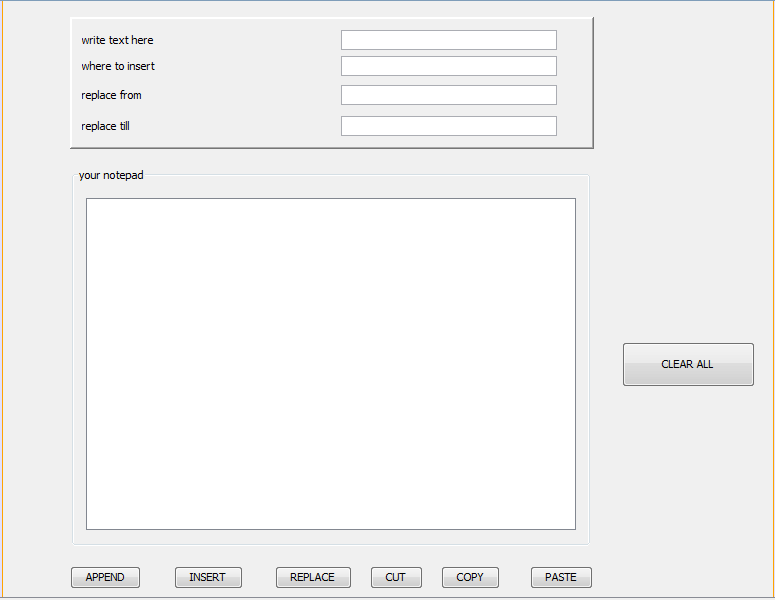 write text here
where to insert
replace from
replace till
your notepad
CLEAR ALL
APPEND INSERT REPLACE CUT COPY PASTE